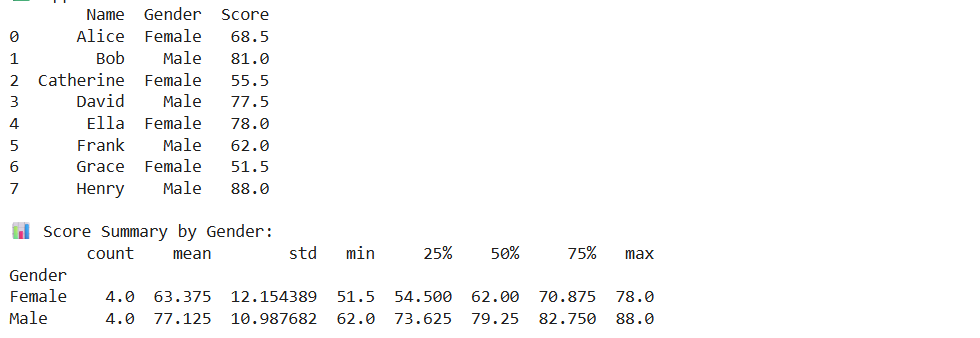 Name  Gender  Score
0      Alice  Female   68.5
1        Bob    Male   81.0
2  Catherine  Female   55.5
3      David    Male   77.5
4       Ella  Female   78.0
5      Frank    Male   62.0
6      Grace  Female   51.5
7      Henry    Male   88.0
📊 Score Summary by Gender:
count    mean        std   min     25%    50%     75%   max
Gender
Female    4.0  63.375  12.154389  51.5  54.500  62.00  70.875  78.0
Male      4.0  77.125  10.987682  62.0  73.625  79.25  82.750  88.0